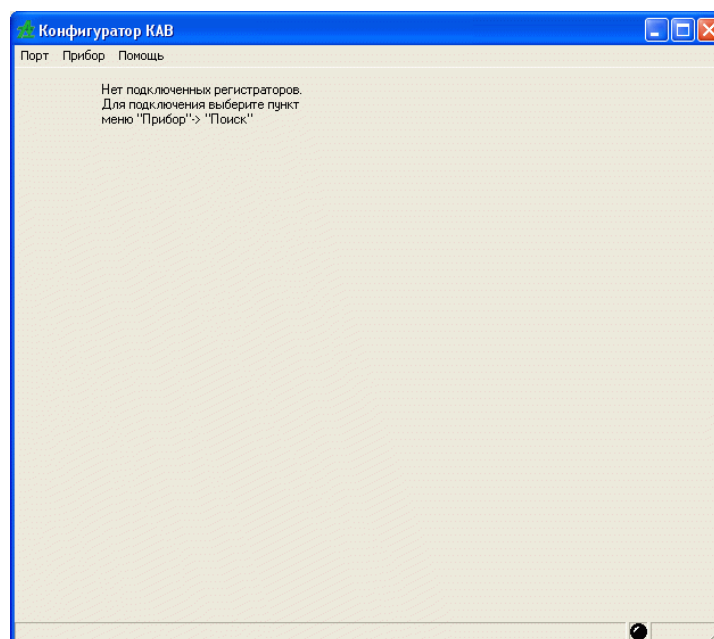 Конфигуратор КАВ
Порт Прибор Помощь
Нет подключенных регистраторов.
Для подключения выберите пункт
меню "Прибор"-> "Поиск"